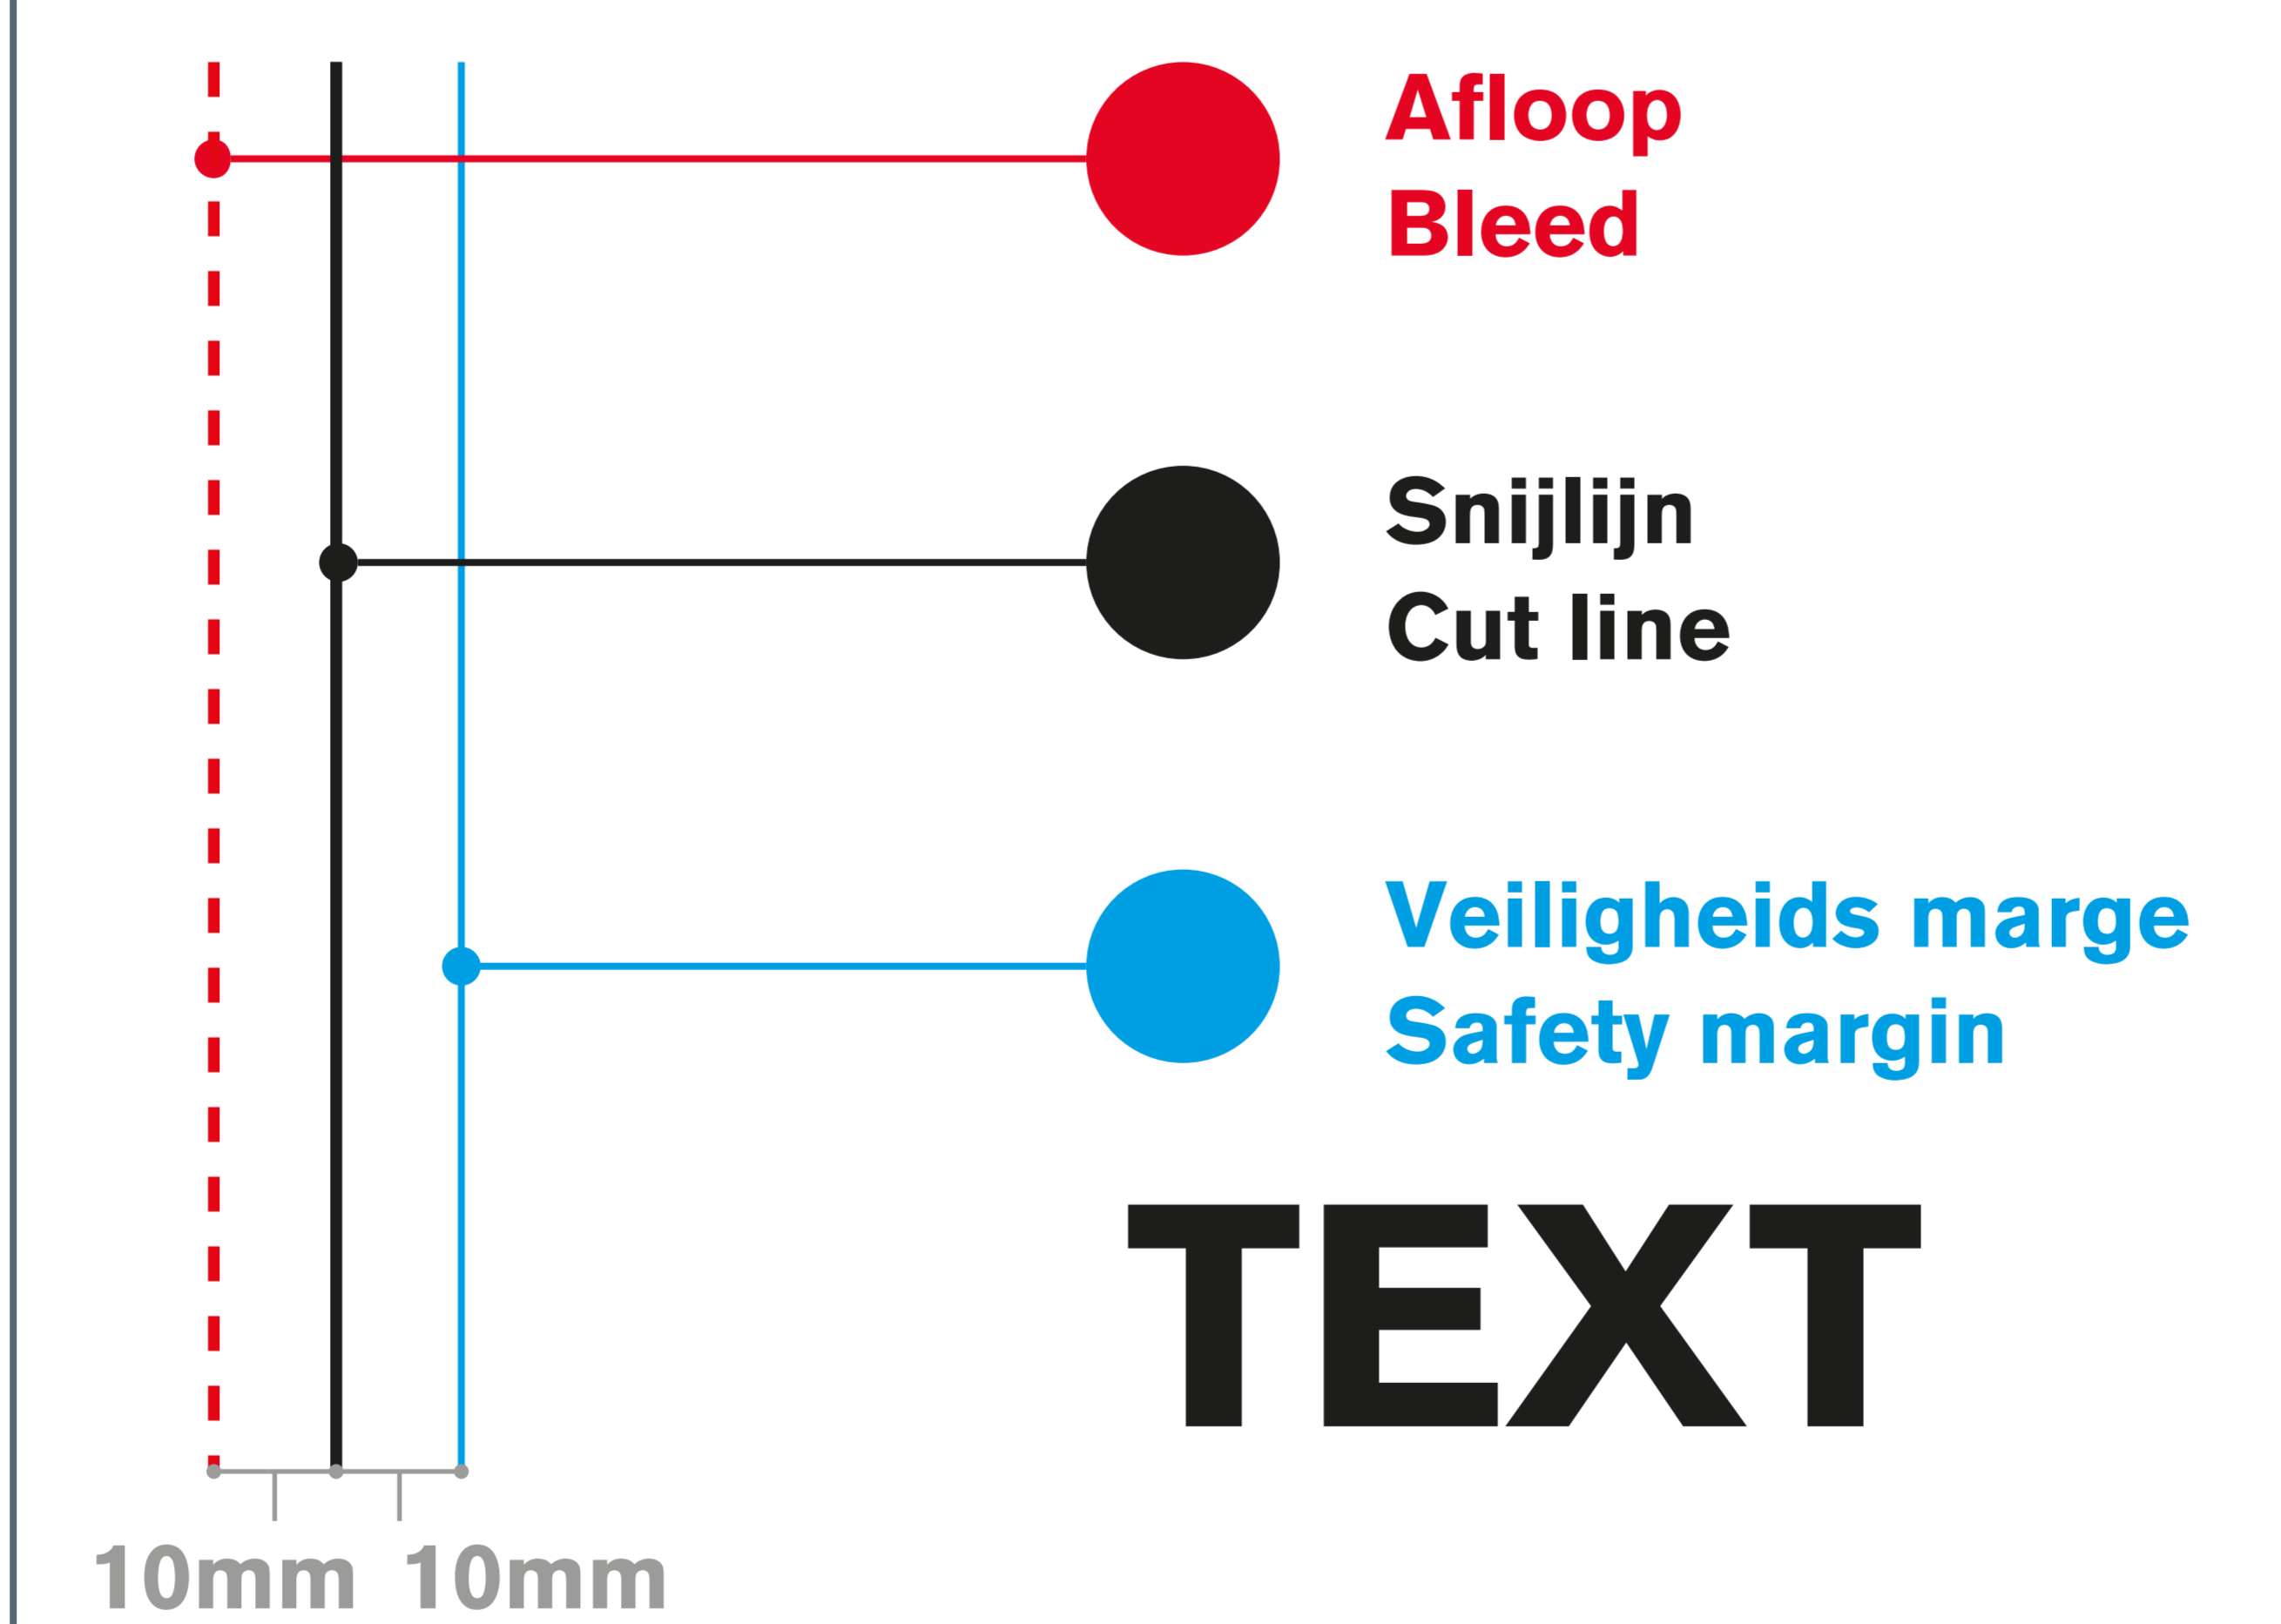 Afloop
Bleed
Snijlijn
Cut line
Veiligheids marge
Safety margin
TEXT
10mm 10mm